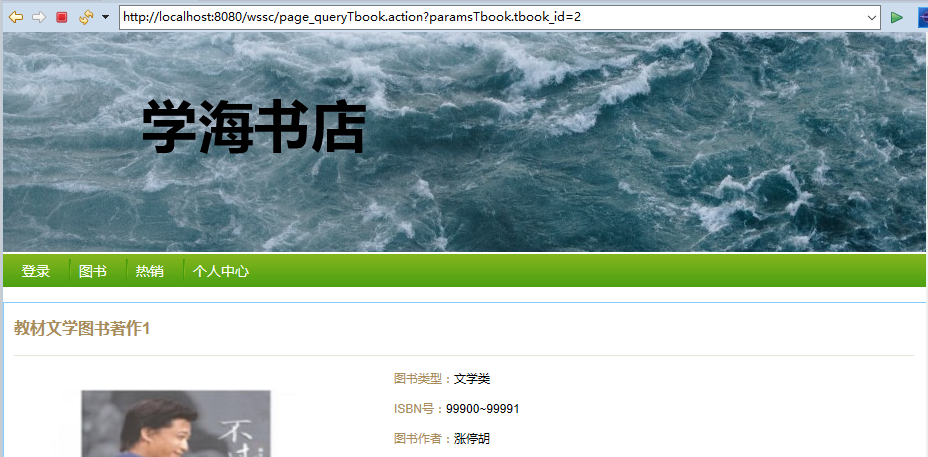 http://localhost:8080/wssc/page_queryTbook.action?paramsTbook.tbook_id=2
学海书店
登录 图书 热销 个人中心
教材文学图书著作1
图书类型：文学类
ISBN号：99900~99991
图书作者：涨停胡
不